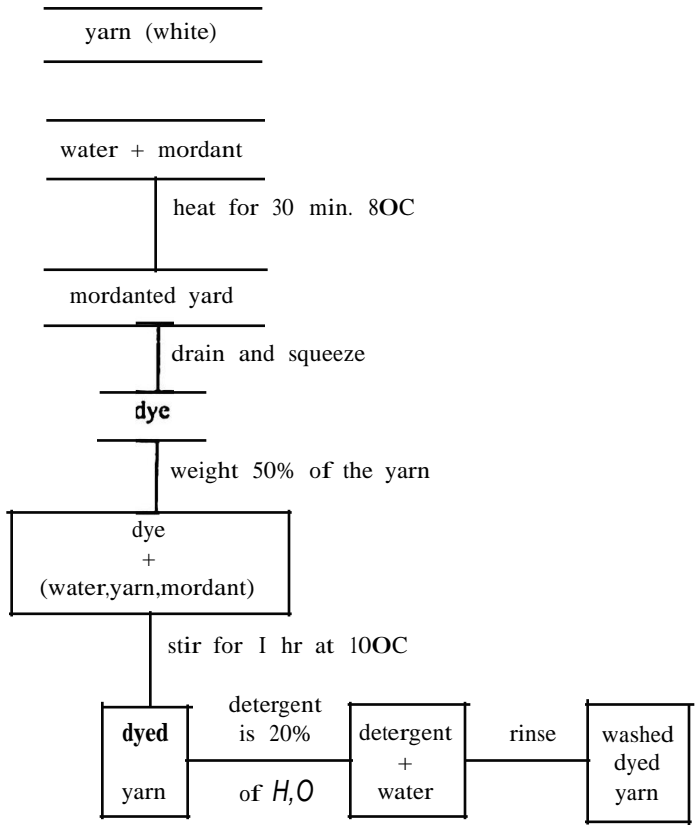 yarn (white)
water + mordant
heat for 30 min. 8OC
mordanted yard
drain and squeeze
dye
weight 50% of the yarn
dye
+
(water,yarn,mordant)
stir for I hr at 10OC
dyed
yarn
detergent
is 20%
of H,O
detergent
+
water
rinse
washed
dyed
yarn